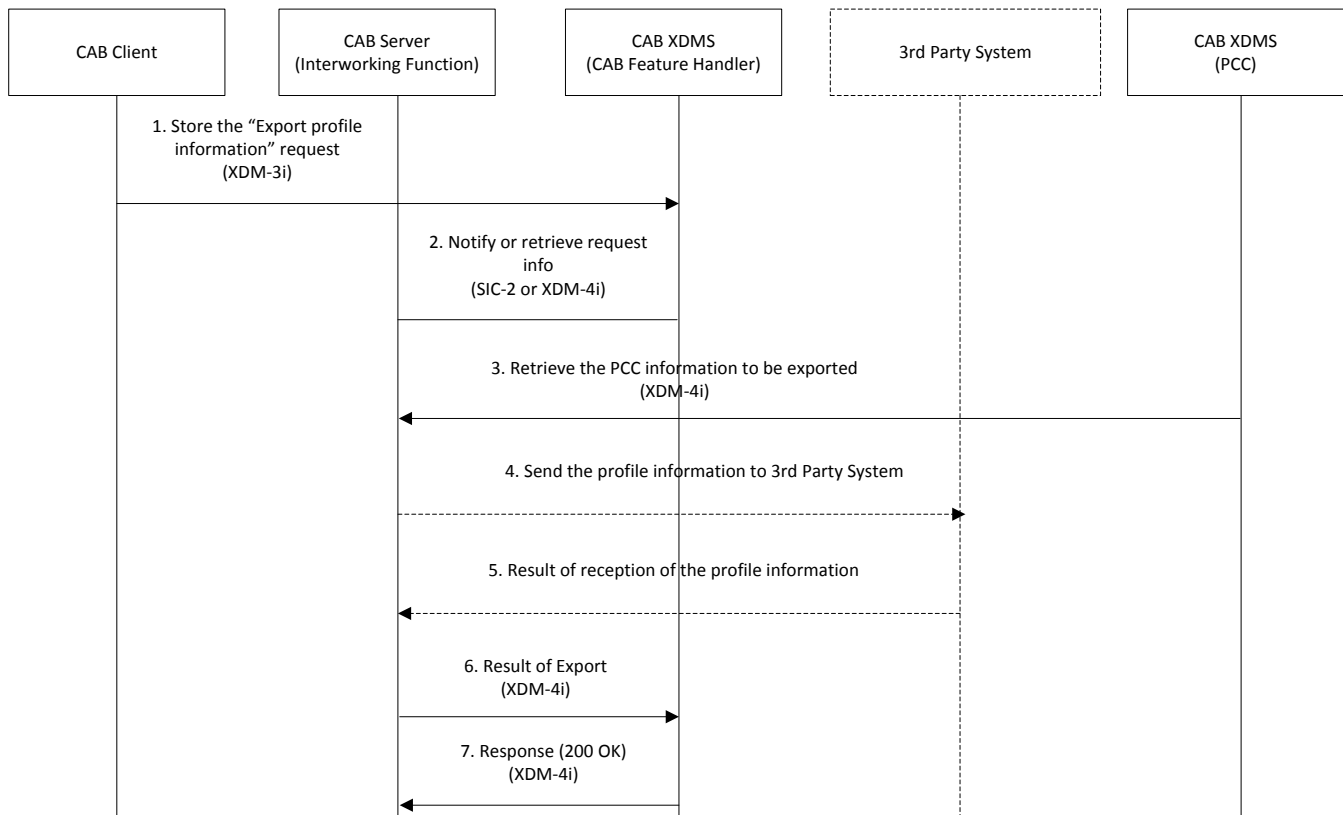 CAB Client
CAB Server
(Interworking Function)
CAB XDMS
(CAB Feature Handler)
3rd Party System
CAB XDMS
(PCC)
1. Store the “Export profile
information” request
(XDM-3i)
2. Notify or retrieve request
info
(SIC-2 or XDM-4i)
3. Retrieve the PCC information to be exported
(XDM-4i)
4. Send the profile information to 3rd Party System
5. Result of reception of the profile information
6. Result of Export
(XDM-4i)
7. Response (200 OK)
(XDM-4i)